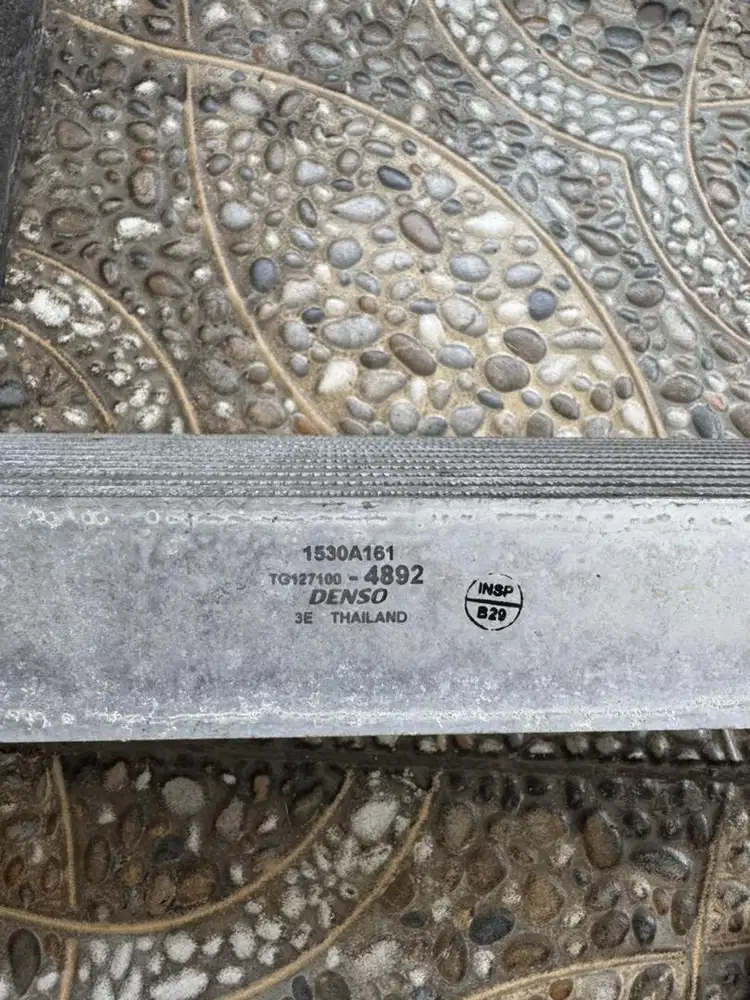 1530A161
TG127100 - 4892
DENSO
3E THAILAND
INSP
B29